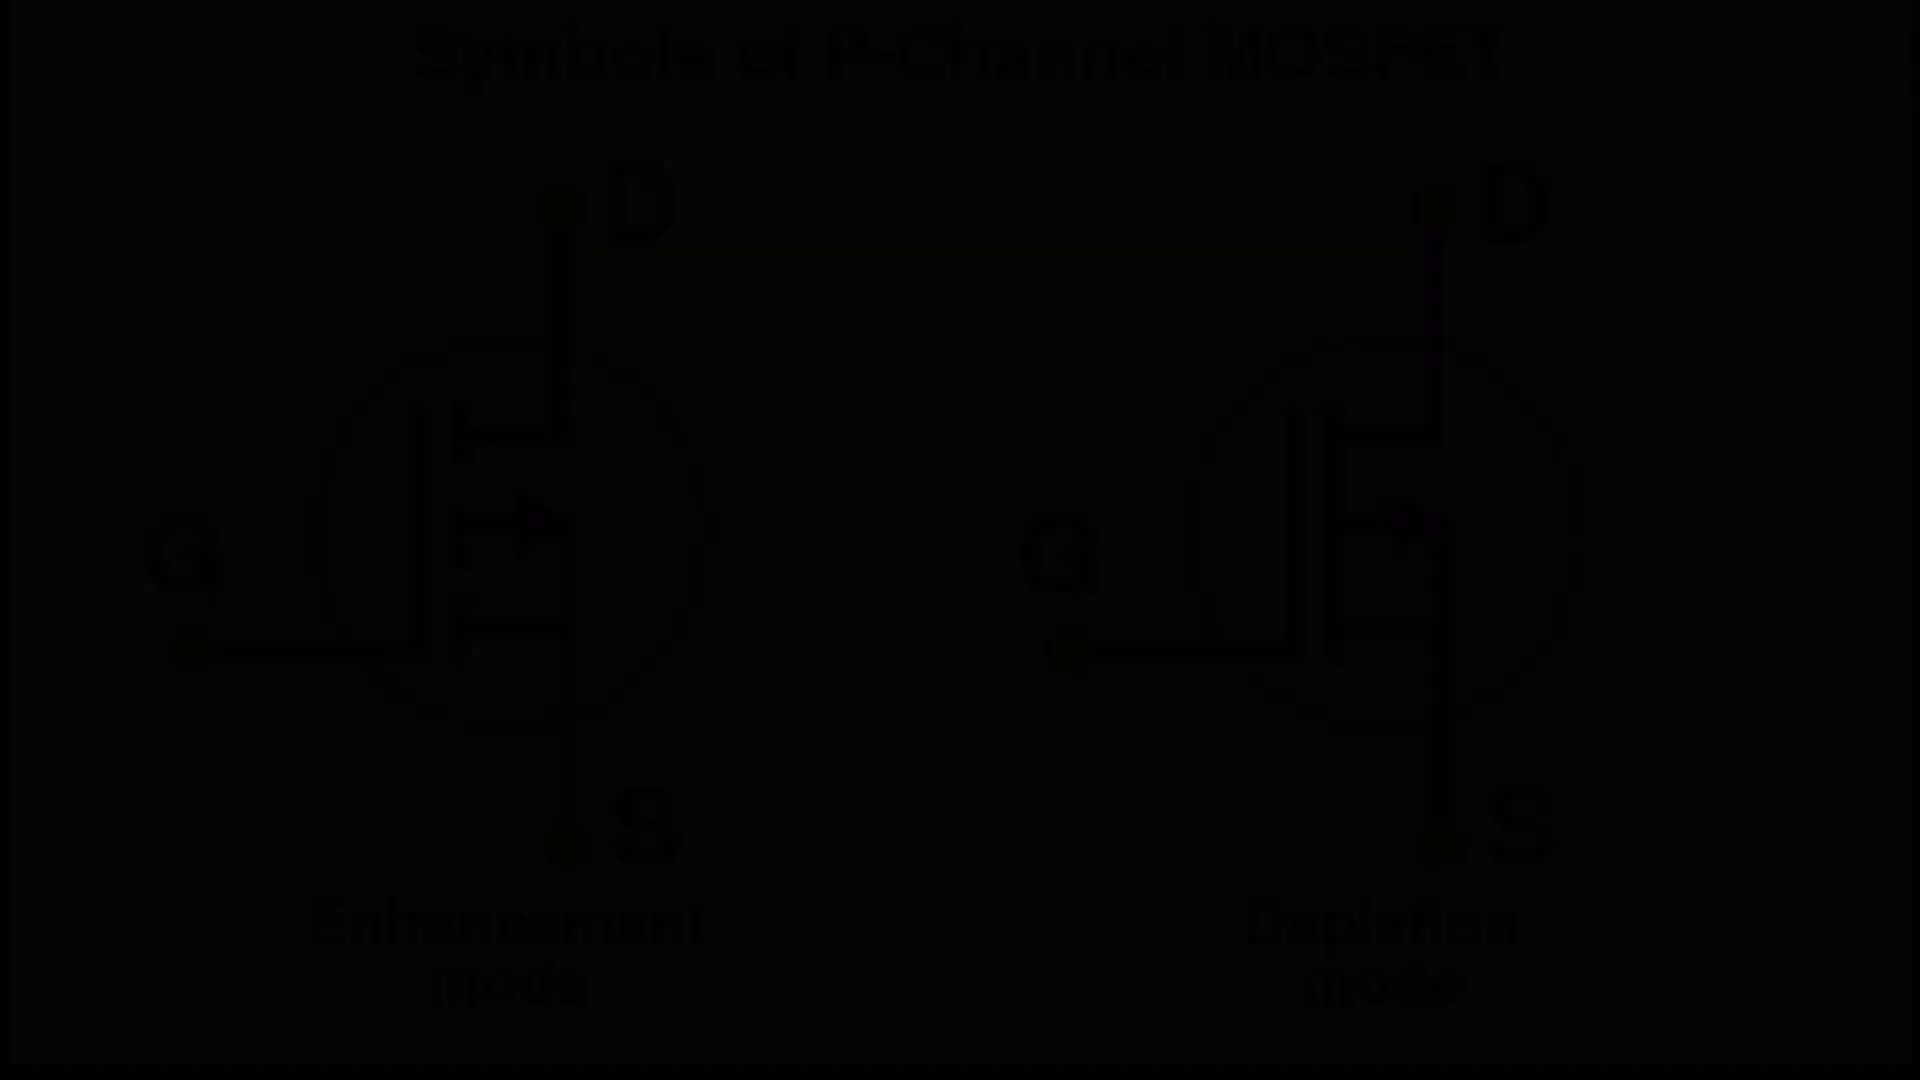 Symbols of P-Channel MOSFET
D D
G G
S S
Enhancement Depletion
mode mode